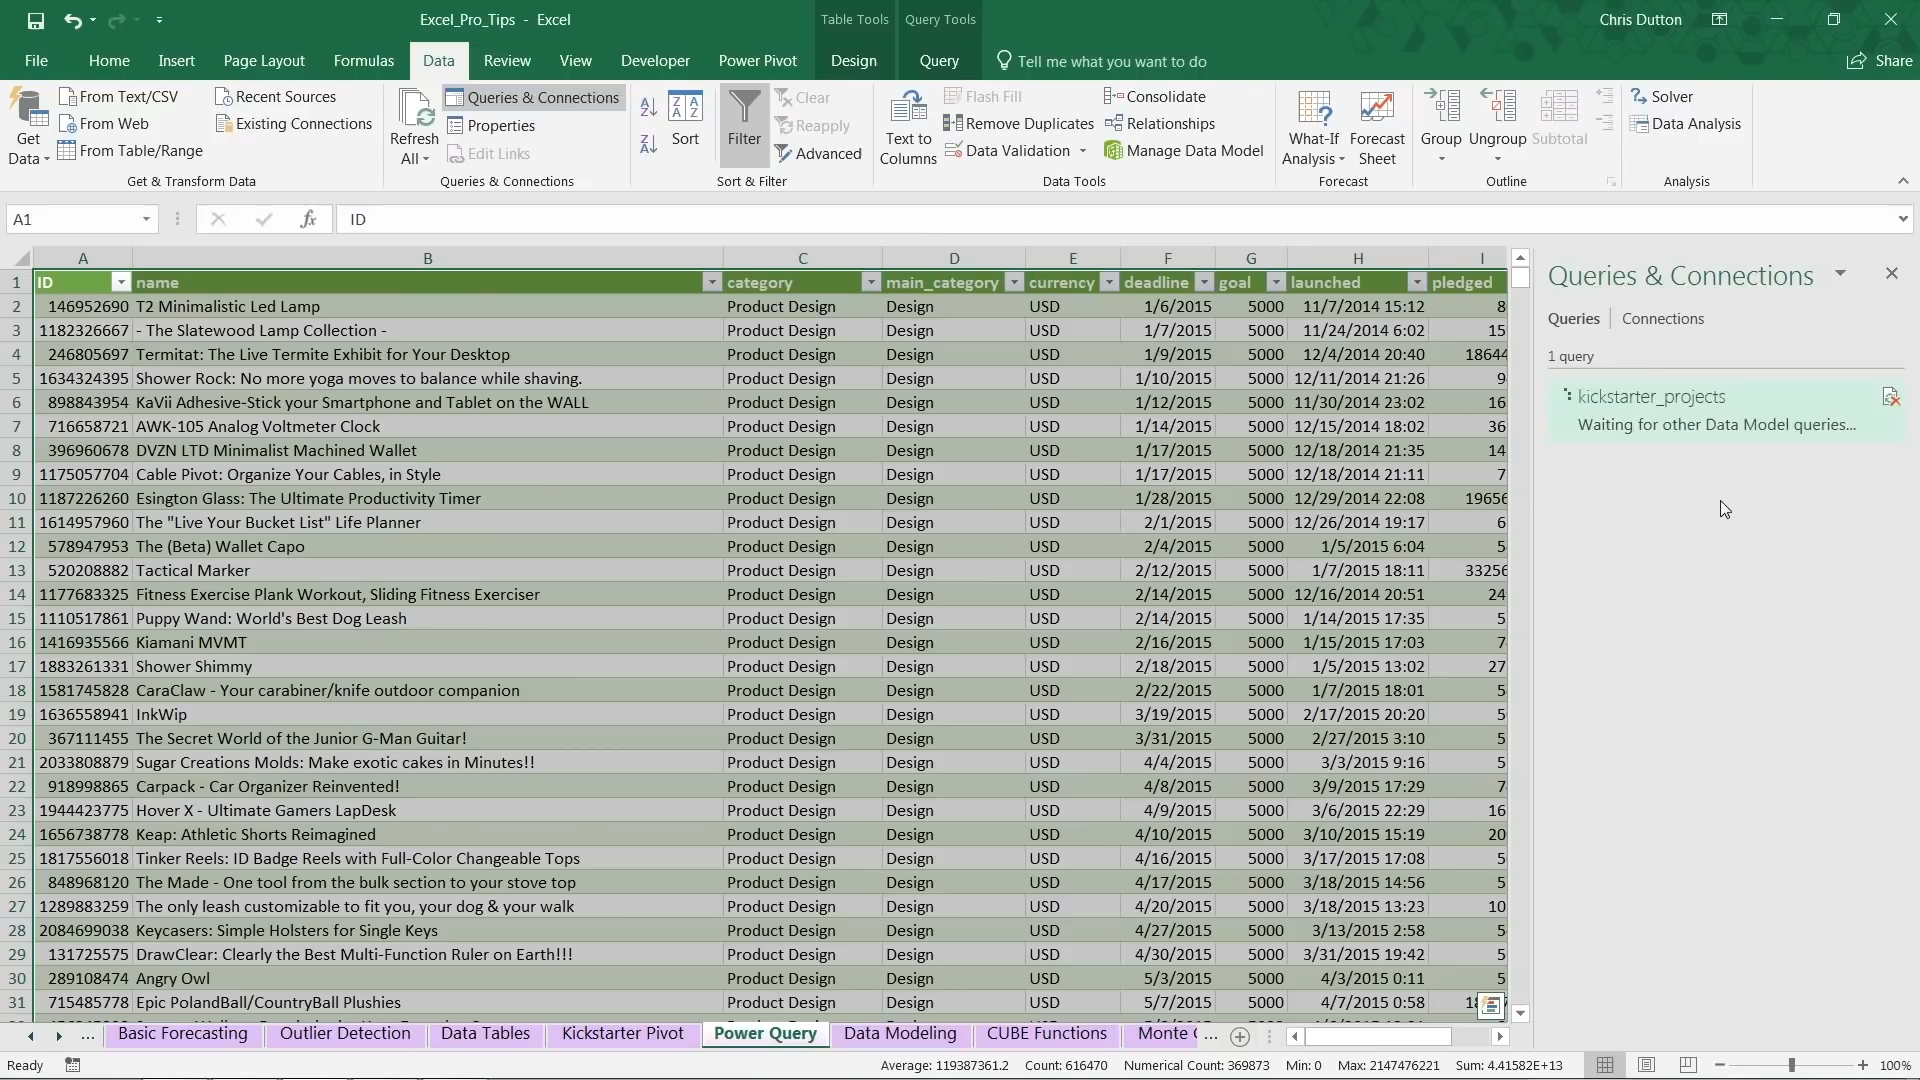 Excel_Pro_Tips - Excel
Table Tools
Query Tools
Chris Dutton
File
Home
Insert
Page Layout
Formulas
Data
Review
View
Developer
Power Pivot
Design
Query
Tell me what you want to do
Share
Get Data
From Text/CSV
From Web
From Table/Range
Recent Sources
Existing Connections
Get & Transform Data
Refresh All
Queries & Connections
Properties
Edit Links
Queries & Connections
Sort
Filter
Clear
Reapply
Advanced
Sort & Filter
Text to Columns
Flash Fill
Remove Duplicates
Data Validation
Consolidate
Relationships
Manage Data Model
Data Tools
What-If Analysis
Forecast Sheet
Forecast
Group
Ungroup
Subtotal
Outline
Solver
Data Analysis
Analysis
A1
fx
ID
A B C D E F G H I
1 ID name category main_category currency deadline goal launched pledged
2 146952690 T2 Minimalistic Led Lamp Product Design Design USD 1/6/2015 5000 11/7/2014 15:12 8
3 1182326667 - The Slatewood Lamp Collection - Product Design Design USD 1/7/2015 5000 11/24/2014 6:02 15
4 246805697 Termitat: The Live Termite Exhibit for Your Desktop Product Design Design USD 1/9/2015 5000 12/4/2014 20:40 18644
5 1634324395 Shower Rock: No more yoga moves to balance while shaving. Product Design Design USD 1/10/2015 5000 12/11/2014 21:26 9
6 898843954 KaVii Adhesive-Stick your Smartphone and Tablet on the WALL Product Design Design USD 1/12/2015 5000 11/30/2014 23:02 16
7 716658721 AWK-105 Analog Voltmeter Clock Product Design Design USD 1/14/2015 5000 12/15/2014 18:02 36
8 396960678 DVZN LTD Minimalist Machined Wallet Product Design Design USD 1/17/2015 5000 12/18/2014 21:35 14
9 1175057704 Cable Pivot: Organize Your Cables, in Style Product Design Design USD 1/17/2015 5000 12/18/2014 21:11 7
10 1187226260 Esington Glass: The Ultimate Productivity Timer Product Design Design USD 1/28/2015 5000 12/29/2014 22:08 19656
11 1614957960 The "Live Your Bucket List" Life Planner Product Design Design USD 2/1/2015 5000 12/26/2014 19:17 6
12 578947953 The (Beta) Wallet Capo Product Design Design USD 2/4/2015 5000 1/5/2015 6:04 5
13 520208882 Tactical Marker Product Design Design USD 2/12/2015 5000 1/7/2015 18:11 33256
14 1177683325 Fitness Exercise Plank Workout, Sliding Fitness Exerciser Product Design Design USD 2/14/2015 5000 12/16/2014 20:51 24
15 1110517861 Puppy Wand: World's Best Dog Leash Product Design Design USD 2/14/2015 5000 1/14/2015 17:35 5
16 1416935566 Kiamani MVMT Product Design Design USD 2/16/2015 5000 1/15/2015 17:03 7
17 1883261331 Shower Shimmy Product Design Design USD 2/18/2015 5000 1/5/2015 13:02 27
18 1581745828 CaraClaw - Your carabiner/knife outdoor companion Product Design Design USD 2/22/2015 5000 1/7/2015 18:01 5
19 1636558941 InkWip Product Design Design USD 3/19/2015 5000 2/17/2015 20:20 5
20 367111455 The Secret World of the Junior G-Man Guitar! Product Design Design USD 3/31/2015 5000 2/27/2015 3:10 5
21 2033808879 Sugar Creations Molds: Make exotic cakes in Minutes!! Product Design Design USD 4/4/2015 5000 3/3/2015 9:16 5
22 918998865 Carpack - Car Organizer Reinvented! Product Design Design USD 4/8/2015 5000 3/9/2015 17:29 7
23 1944423775 Hover X - Ultimate Gamers LapDesk Product Design Design USD 4/9/2015 5000 3/6/2015 22:29 16
24 1656738778 Keap: Athletic Shorts Reimagined Product Design Design USD 4/10/2015 5000 3/10/2015 15:19 20
25 1817556018 Tinker Reels: ID Badge Reels with Full-Color Changeable Tops Product Design Design USD 4/16/2015 5000 3/17/2015 17:08 5
26 848968120 The Made - One tool from the bulk section to your stove top Product Design Design USD 4/17/2015 5000 3/18/2015 14:56 5
27 1289883259 The only leash customizable to fit you, your dog & your walk Product Design Design USD 4/20/2015 5000 3/18/2015 13:23 10
28 2084699038 Keycasers: Simple Holsters for Single Keys Product Design Design USD 4/27/2015 5000 3/13/2015 2:58 5
29 131725575 DrawClear: Clearly the Best Multi-Function Ruler on Earth!!! Product Design Design USD 4/30/2015 5000 3/31/2015 19:42 5
30 289108474 Angry Owl Product Design Design USD 5/3/2015 5000 4/3/2015 0:11 5
31 715485778 Epic PolandBall/CountryBall Plushies Product Design Design USD 5/7/2015 5000 4/7/2015 0:58
Queries & Connections
Queries
Connections
1 query
kickstarter_projects
Waiting for other Data Model queries...
...
Basic Forecasting
Outlier Detection
Data Tables
Kickstarter Pivot
Power Query
Data Modeling
CUBE Functions
Monte
...
Ready
Average: 119387361.2 Count: 616470 Numerical Count: 369873 Min: 0 Max: 2147476221 Sum: 4.41582E+13
100%